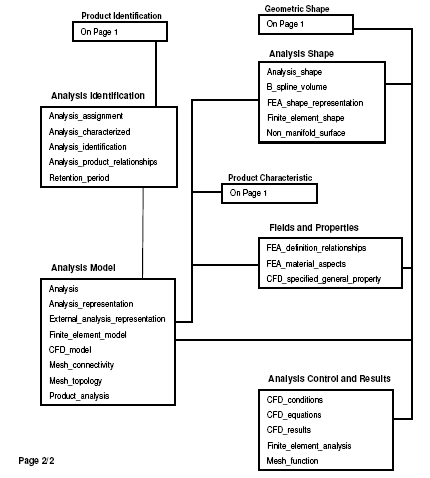 Product Identification
On Page 1
Geometric Shape
On Page 1
Analysis Shape
Analysis_shape
B_spline_volume
FEA_shape_representation
Finite_element_shape
Non_manifold_surface
Analysis Identification
Analysis_assignment
Analysis_characterized
Analysis_identification
Analysis_product_relationships
Retention_period
Product Characteristic
On Page 1
Fields and Properties
FEA_definition_relationships
FEA_material_aspects
CFD_specified_general_property
Analysis Model
Analysis
Analysis_representation
External_analysis_representation
Finite_element_model
CFD_model
Mesh_connectivity
Mesh_topology
Product_analysis
Analysis Control and Results
CFD_conditions
CFD_equations
CFD_results
Finite_element_analysis
Mesh_function
Page 2/2